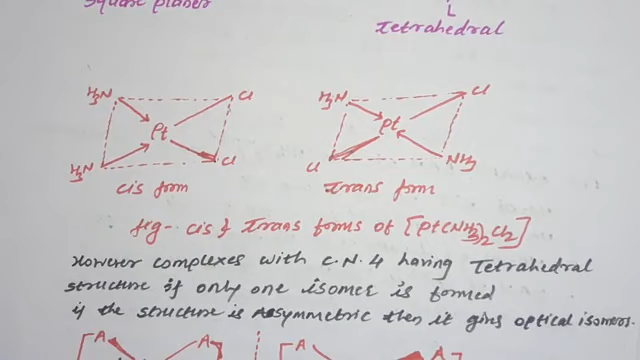 Square planer
L
Tetrahedral
H₃N Cl H₃N Cl
Pt Pt
H₃N Cl Cl NH₃
cis form Trans form
fig- cis & Trans forms of [Pt(NH₃)₂Cl₂]
However complexes with C.N.4 having Tetrahedral
structure if only one isomer is formed
if the structure is Asymmetric then it gives optical isomers.
[A A [A A ]